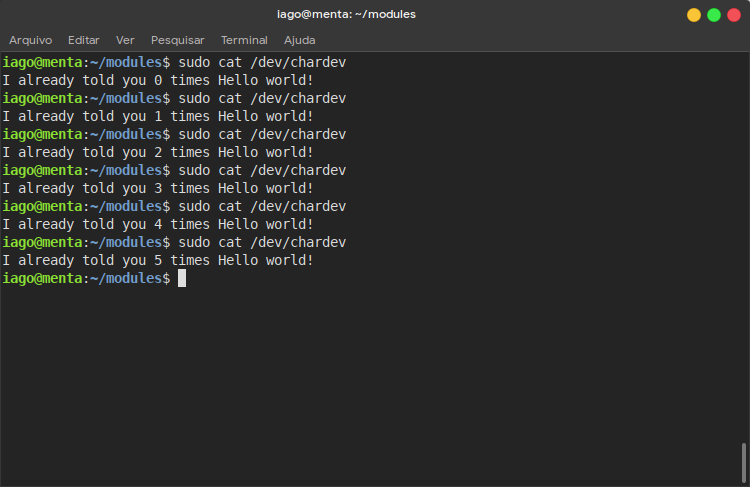 iago@menta: ~/modules
Arquivo Editar Ver Pesquisar Terminal Ajuda
iago@menta:~/modules$ sudo cat /dev/chardev
I already told you 0 times Hello world!
iago@menta:~/modules$ sudo cat /dev/chardev
I already told you 1 times Hello world!
iago@menta:~/modules$ sudo cat /dev/chardev
I already told you 2 times Hello world!
iago@menta:~/modules$ sudo cat /dev/chardev
I already told you 3 times Hello world!
iago@menta:~/modules$ sudo cat /dev/chardev
I already told you 4 times Hello world!
iago@menta:~/modules$ sudo cat /dev/chardev
I already told you 5 times Hello world!
iago@menta:~/modules$